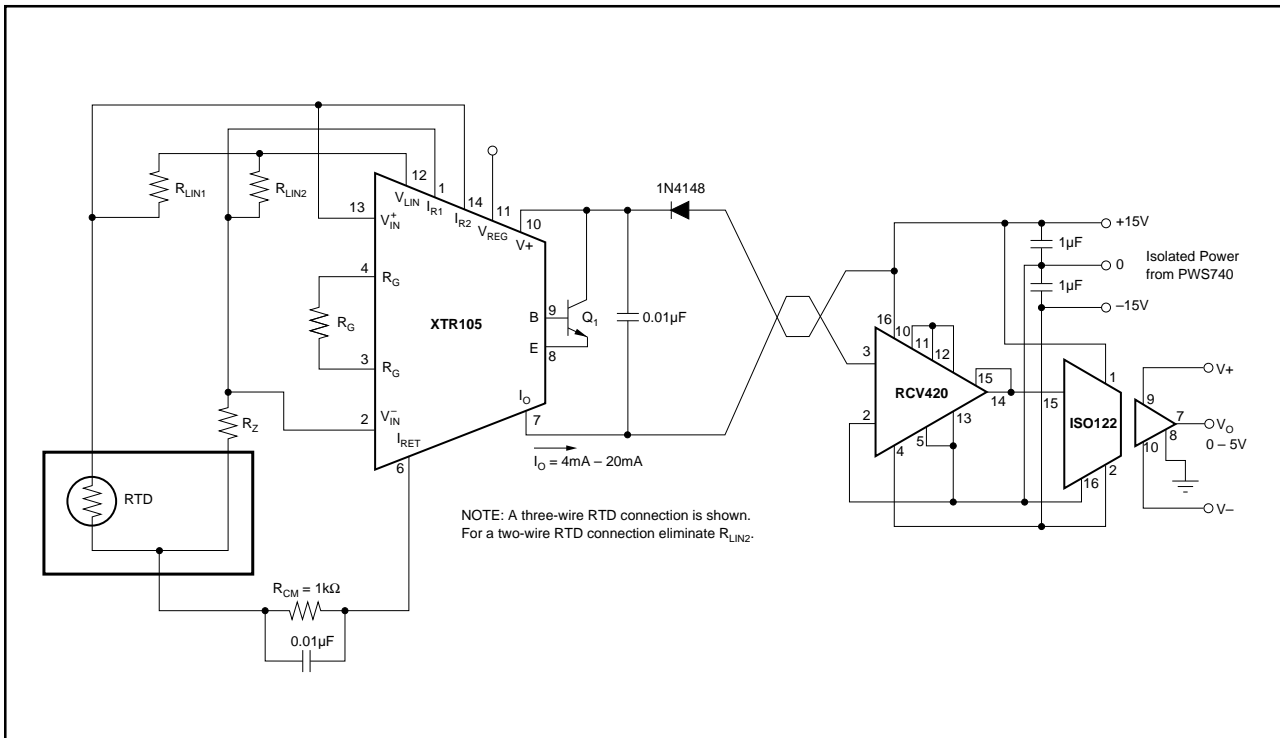 12
1
14
11
10
13
R_LIN1
R_LIN2
V_LIN
I_R1
I_R2
V_REG
V+
V_IN^+
4
R_G
R_G
XTR105
3
R_G
B
9
Q_1
E
8
0.01µF
1N4148
I_O
7
2
V_IN^–
I_RET
6
R_Z
RTD
I_O = 4mA – 20mA
NOTE: A three-wire RTD connection is shown.
For a two-wire RTD connection eliminate R_LIN2.
R_CM = 1kΩ
0.01µF
+15V
1µF
0
Isolated Power
from PWS740
1µF
–15V
16
10
11
12
3
15
RCV420
14
2
13
5
4
1
15
ISO122
2
16
9
V+
7
V_O
8
0 – 5V
10
V–